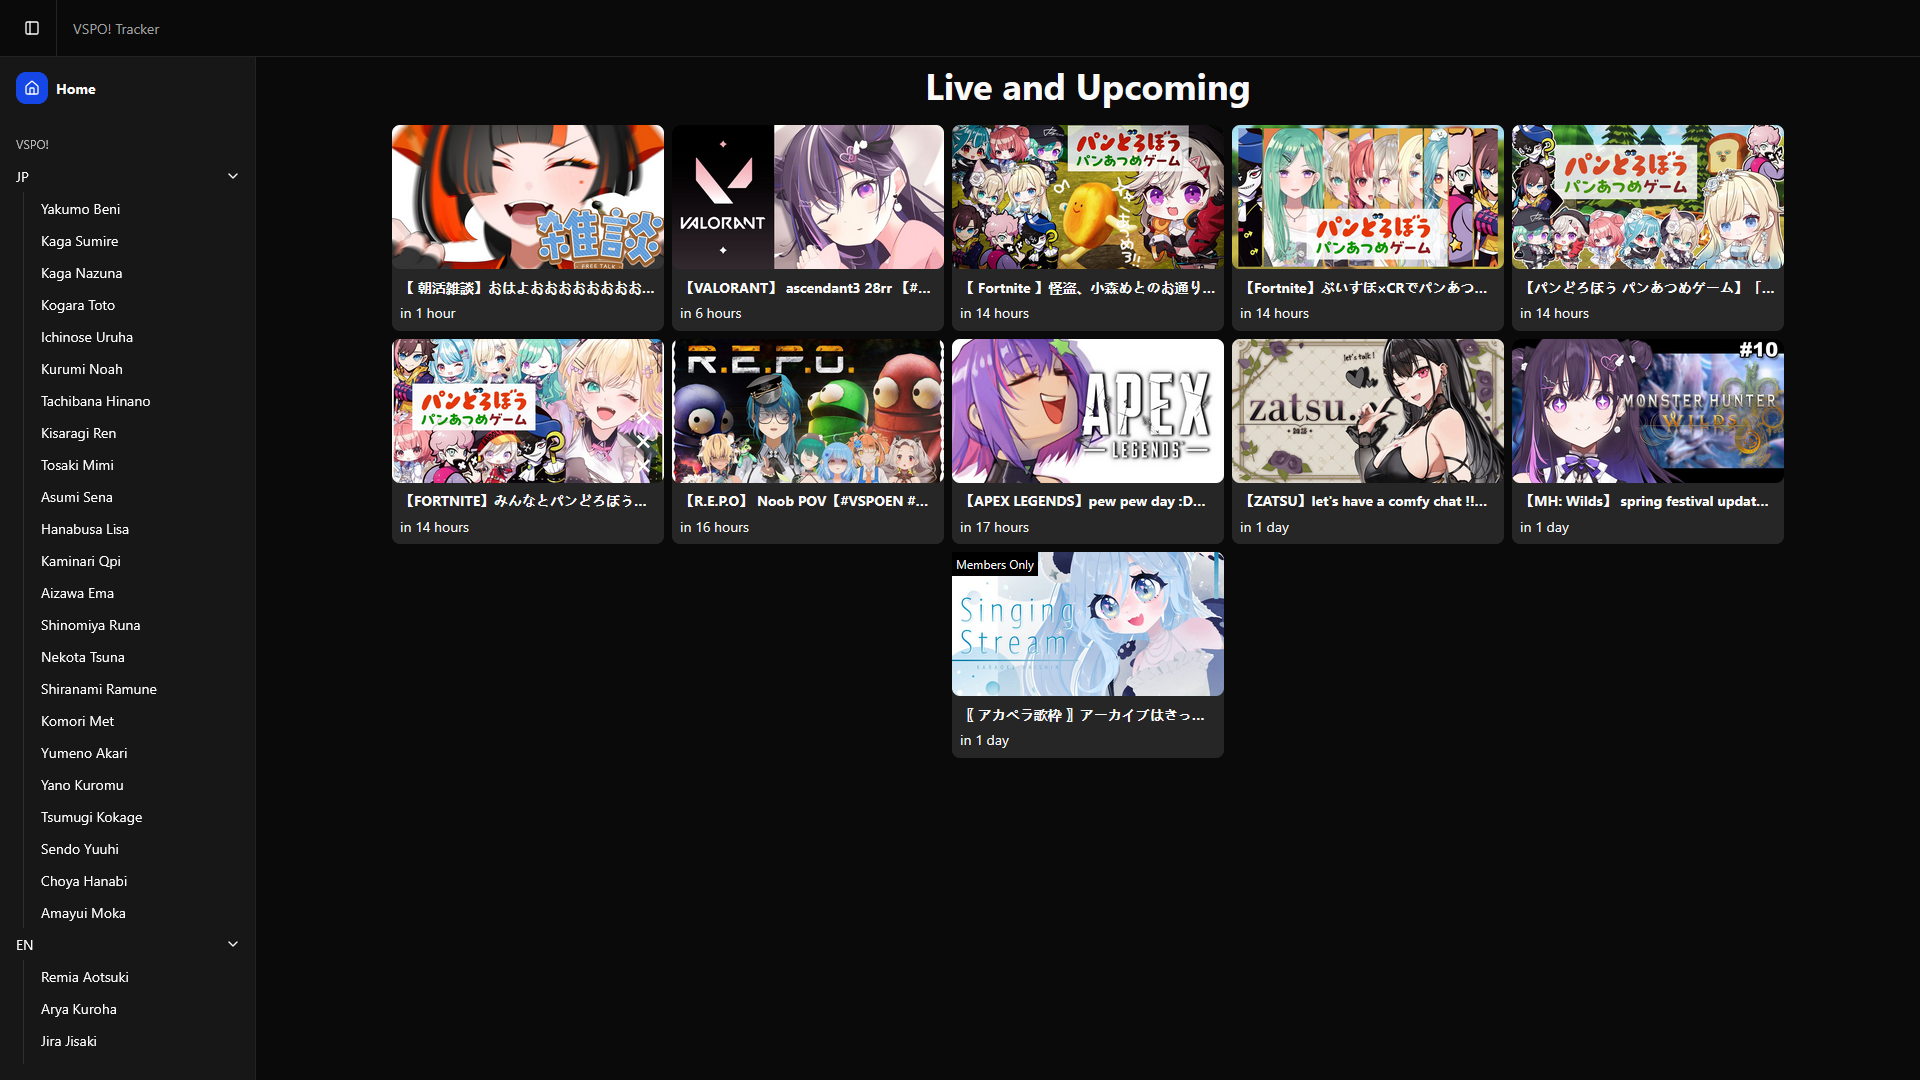 VSPO! Tracker
Home
VSPO!
JP
Yakumo Beni
Kaga Sumire
Kaga Nazuna
Kogara Toto
Ichinose Uruha
Kurumi Noah
Tachibana Hinano
Kisaragi Ren
Tosaki Mimi
Asumi Sena
Hanabusa Lisa
Kaminari Qpi
Aizawa Ema
Shinomiya Runa
Nekota Tsuna
Shiranami Ramune
Komori Met
Yumeno Akari
Yano Kuromu
Tsumugi Kokage
Sendo Yuuhi
Choya Hanabi
Amayui Moka
EN
Remia Aotsuki
Arya Kuroha
Jira Jisaki
Live and Upcoming
雑談
FREE TALK
【 朝活雑談】おはよおおおおおおおお...
in 1 hour
VALORANT
【VALORANT】 ascendant3 28rr 【#...
in 6 hours
パンどろぼう
パンあつめゲーム
【 Fortnite 】怪盗、小森めとのお通り...
in 14 hours
パンどろぼう
パンあつめゲーム
【Fortnite】ぶいすぽ×CRでパンあつ...
in 14 hours
パンどろぼう
パンあつめゲーム
【パンどろぼう パンあつめゲーム】「...
in 14 hours
パンどろぼう
パンあつめゲーム
【FORTNITE】みんなとパンどろぼう...
in 14 hours
R.E.P.O.
【R.E.P.O】 Noob POV【#VSPOEN #...
in 16 hours
APEX
LEGENDS
【APEX LEGENDS】pew pew day :D...
in 17 hours
let's talk !
zatsu.
【ZATSU】let's have a comfy chat !!...
in 1 day
#10
MONSTER HUNTER
WILDS
【MH: Wilds】 spring festival updat...
in 1 day
Members Only
Singing
Stream
〖 アカペラ歌枠 〗アーカイブはきっ...
in 1 day